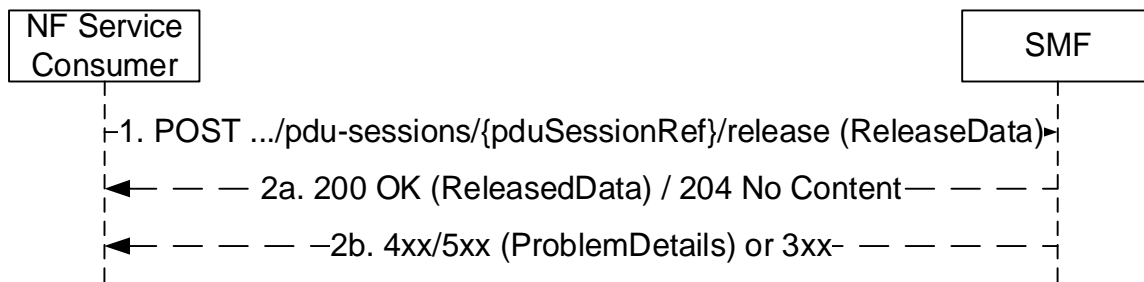 NF Service
Consumer
SMF
1. POST .../pdu-sessions/{pduSessionRef}/release (ReleaseData)
2a. 200 OK (ReleasedData) / 204 No Content
2b. 4xx/5xx (ProblemDetails) or 3xx